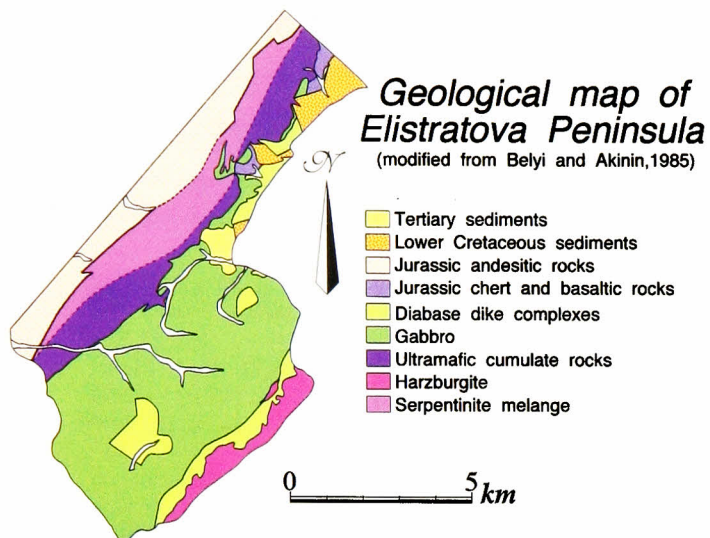 Geological map of
Elistratova Peninsula
(modified from Belyi and Akinin,1985)
N
Tertiary sediments
Lower Cretaceous sediments
Jurassic andesitic rocks
Jurassic chert and basaltic rocks
Diabase dike complexes
Gabbro
Ultramafic cumulate rocks
Harzburgite
Serpentinite melange
0 5 km